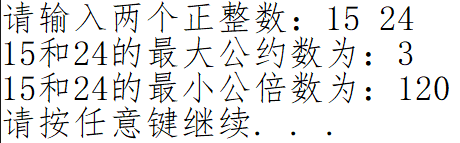 请输入两个正整数：15 24
15和24的最大公约数为：3
15和24的最小公倍数为：120
请按任意键继续. . .